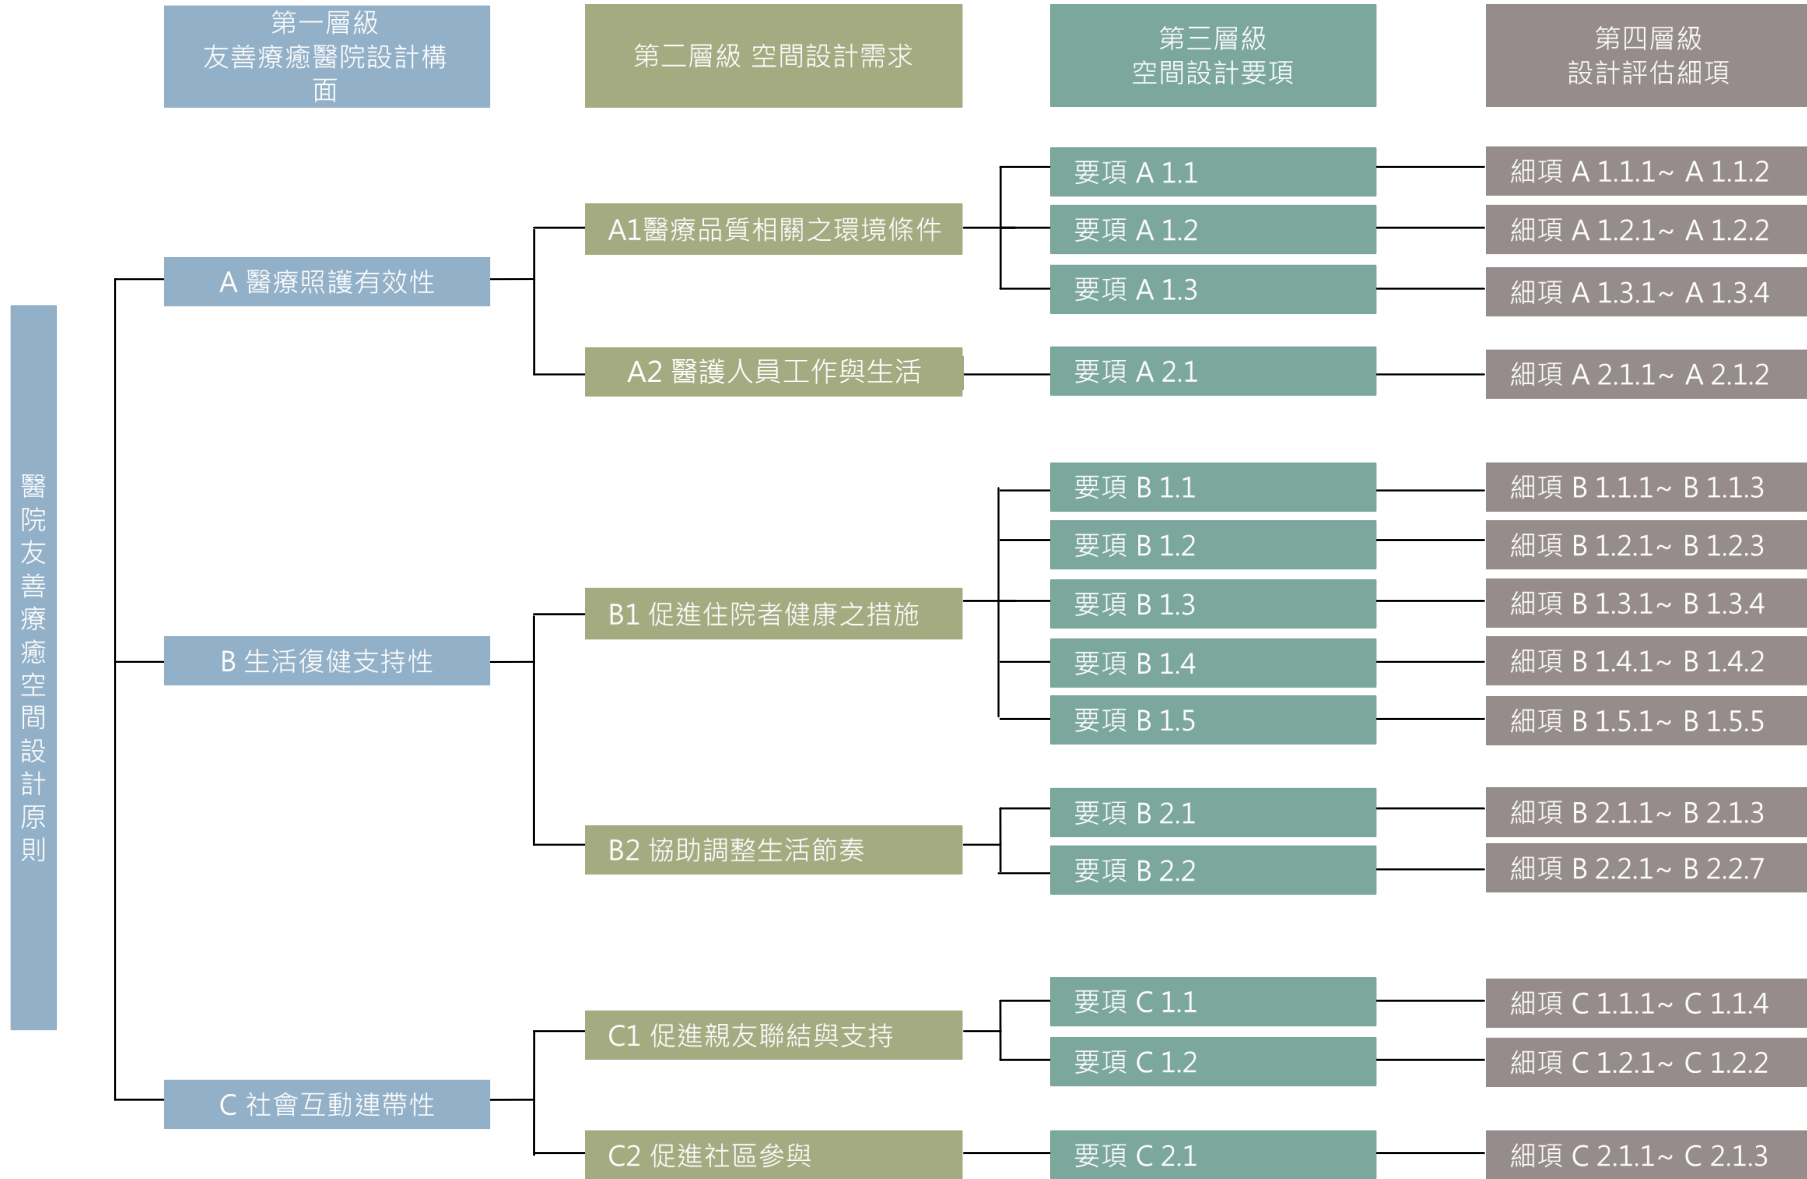 第一層級
友善療癒醫院設計構
面
第二層級 空間設計需求
第三層級
空間設計要項
第四層級
設計評估細項
醫院友善療癒空間設計原則
A 醫療照護有效性
A1醫療品質相關之環境條件
要項 A 1.1
細項 A 1.1.1~ A 1.1.2
要項 A 1.2
細項 A 1.2.1~ A 1.2.2
要項 A 1.3
細項 A 1.3.1~ A 1.3.4
A2 醫護人員工作與生活
要項 A 2.1
細項 A 2.1.1~ A 2.1.2
B 生活復健支持性
B1 促進住院者健康之措施
要項 B 1.1
細項 B 1.1.1~ B 1.1.3
要項 B 1.2
細項 B 1.2.1~ B 1.2.3
要項 B 1.3
細項 B 1.3.1~ B 1.3.4
要項 B 1.4
細項 B 1.4.1~ B 1.4.2
要項 B 1.5
細項 B 1.5.1~ B 1.5.5
B2 協助調整生活節奏
要項 B 2.1
細項 B 2.1.1~ B 2.1.3
要項 B 2.2
細項 B 2.2.1~ B 2.2.7
C 社會互動連帶性
C1 促進親友聯結與支持
要項 C 1.1
細項 C 1.1.1~ C 1.1.4
要項 C 1.2
細項 C 1.2.1~ C 1.2.2
C2 促進社區參與
要項 C 2.1
細項 C 2.1.1~ C 2.1.3